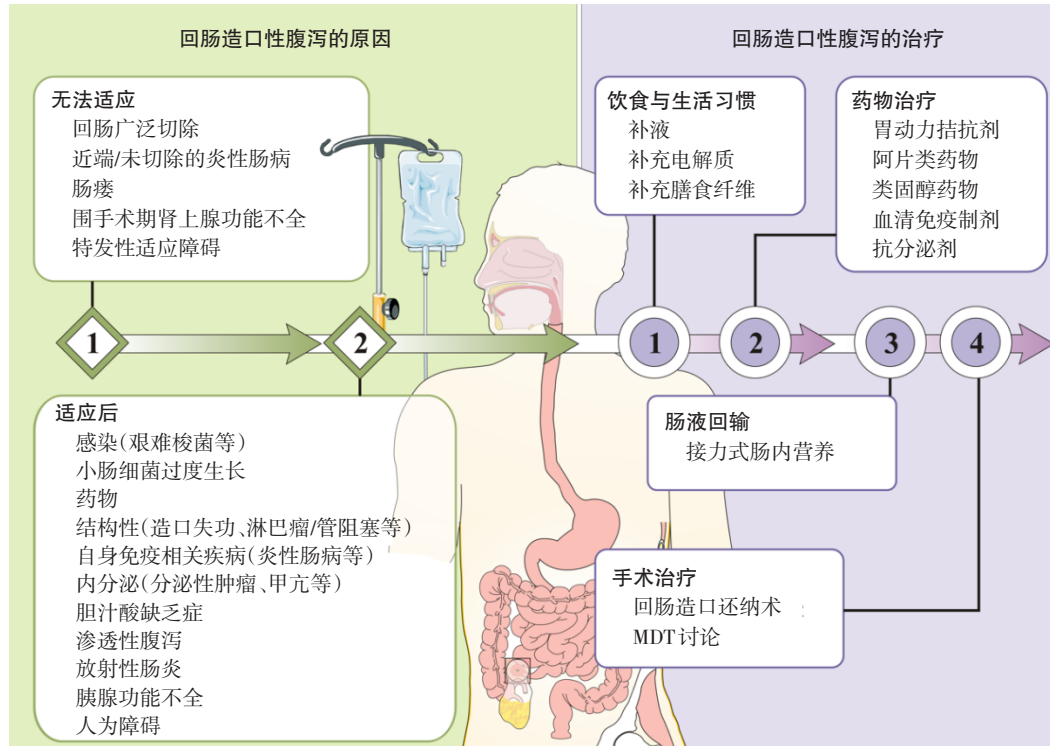 回肠造口性腹泻的原因
无法适应
回肠广泛切除
近端/未切除的炎性肠病
肠瘘
围手术期肾上腺功能不全
特发性适应障碍
1
2
适应后
感染(艰难梭菌等)
小肠细菌过度生长
药物
结构性(造口失功、淋巴瘤/管阻塞等)
自身免疫相关疾病(炎性肠病等)
内分泌(分泌性肿瘤、甲亢等)
胆汁酸缺乏症
渗透性腹泻
放射性肠炎
胰腺功能不全
人为障碍
回肠造口性腹泻的治疗
饮食与生活习惯
补液
补充电解质
补充膳食纤维
药物治疗
胃动力拮抗剂
阿片类药物
类固醇药物
血清免疫制剂
抗分泌剂
1
2
3
4
肠液回输
接力式肠内营养
手术治疗
回肠造口还纳术
MDT讨论